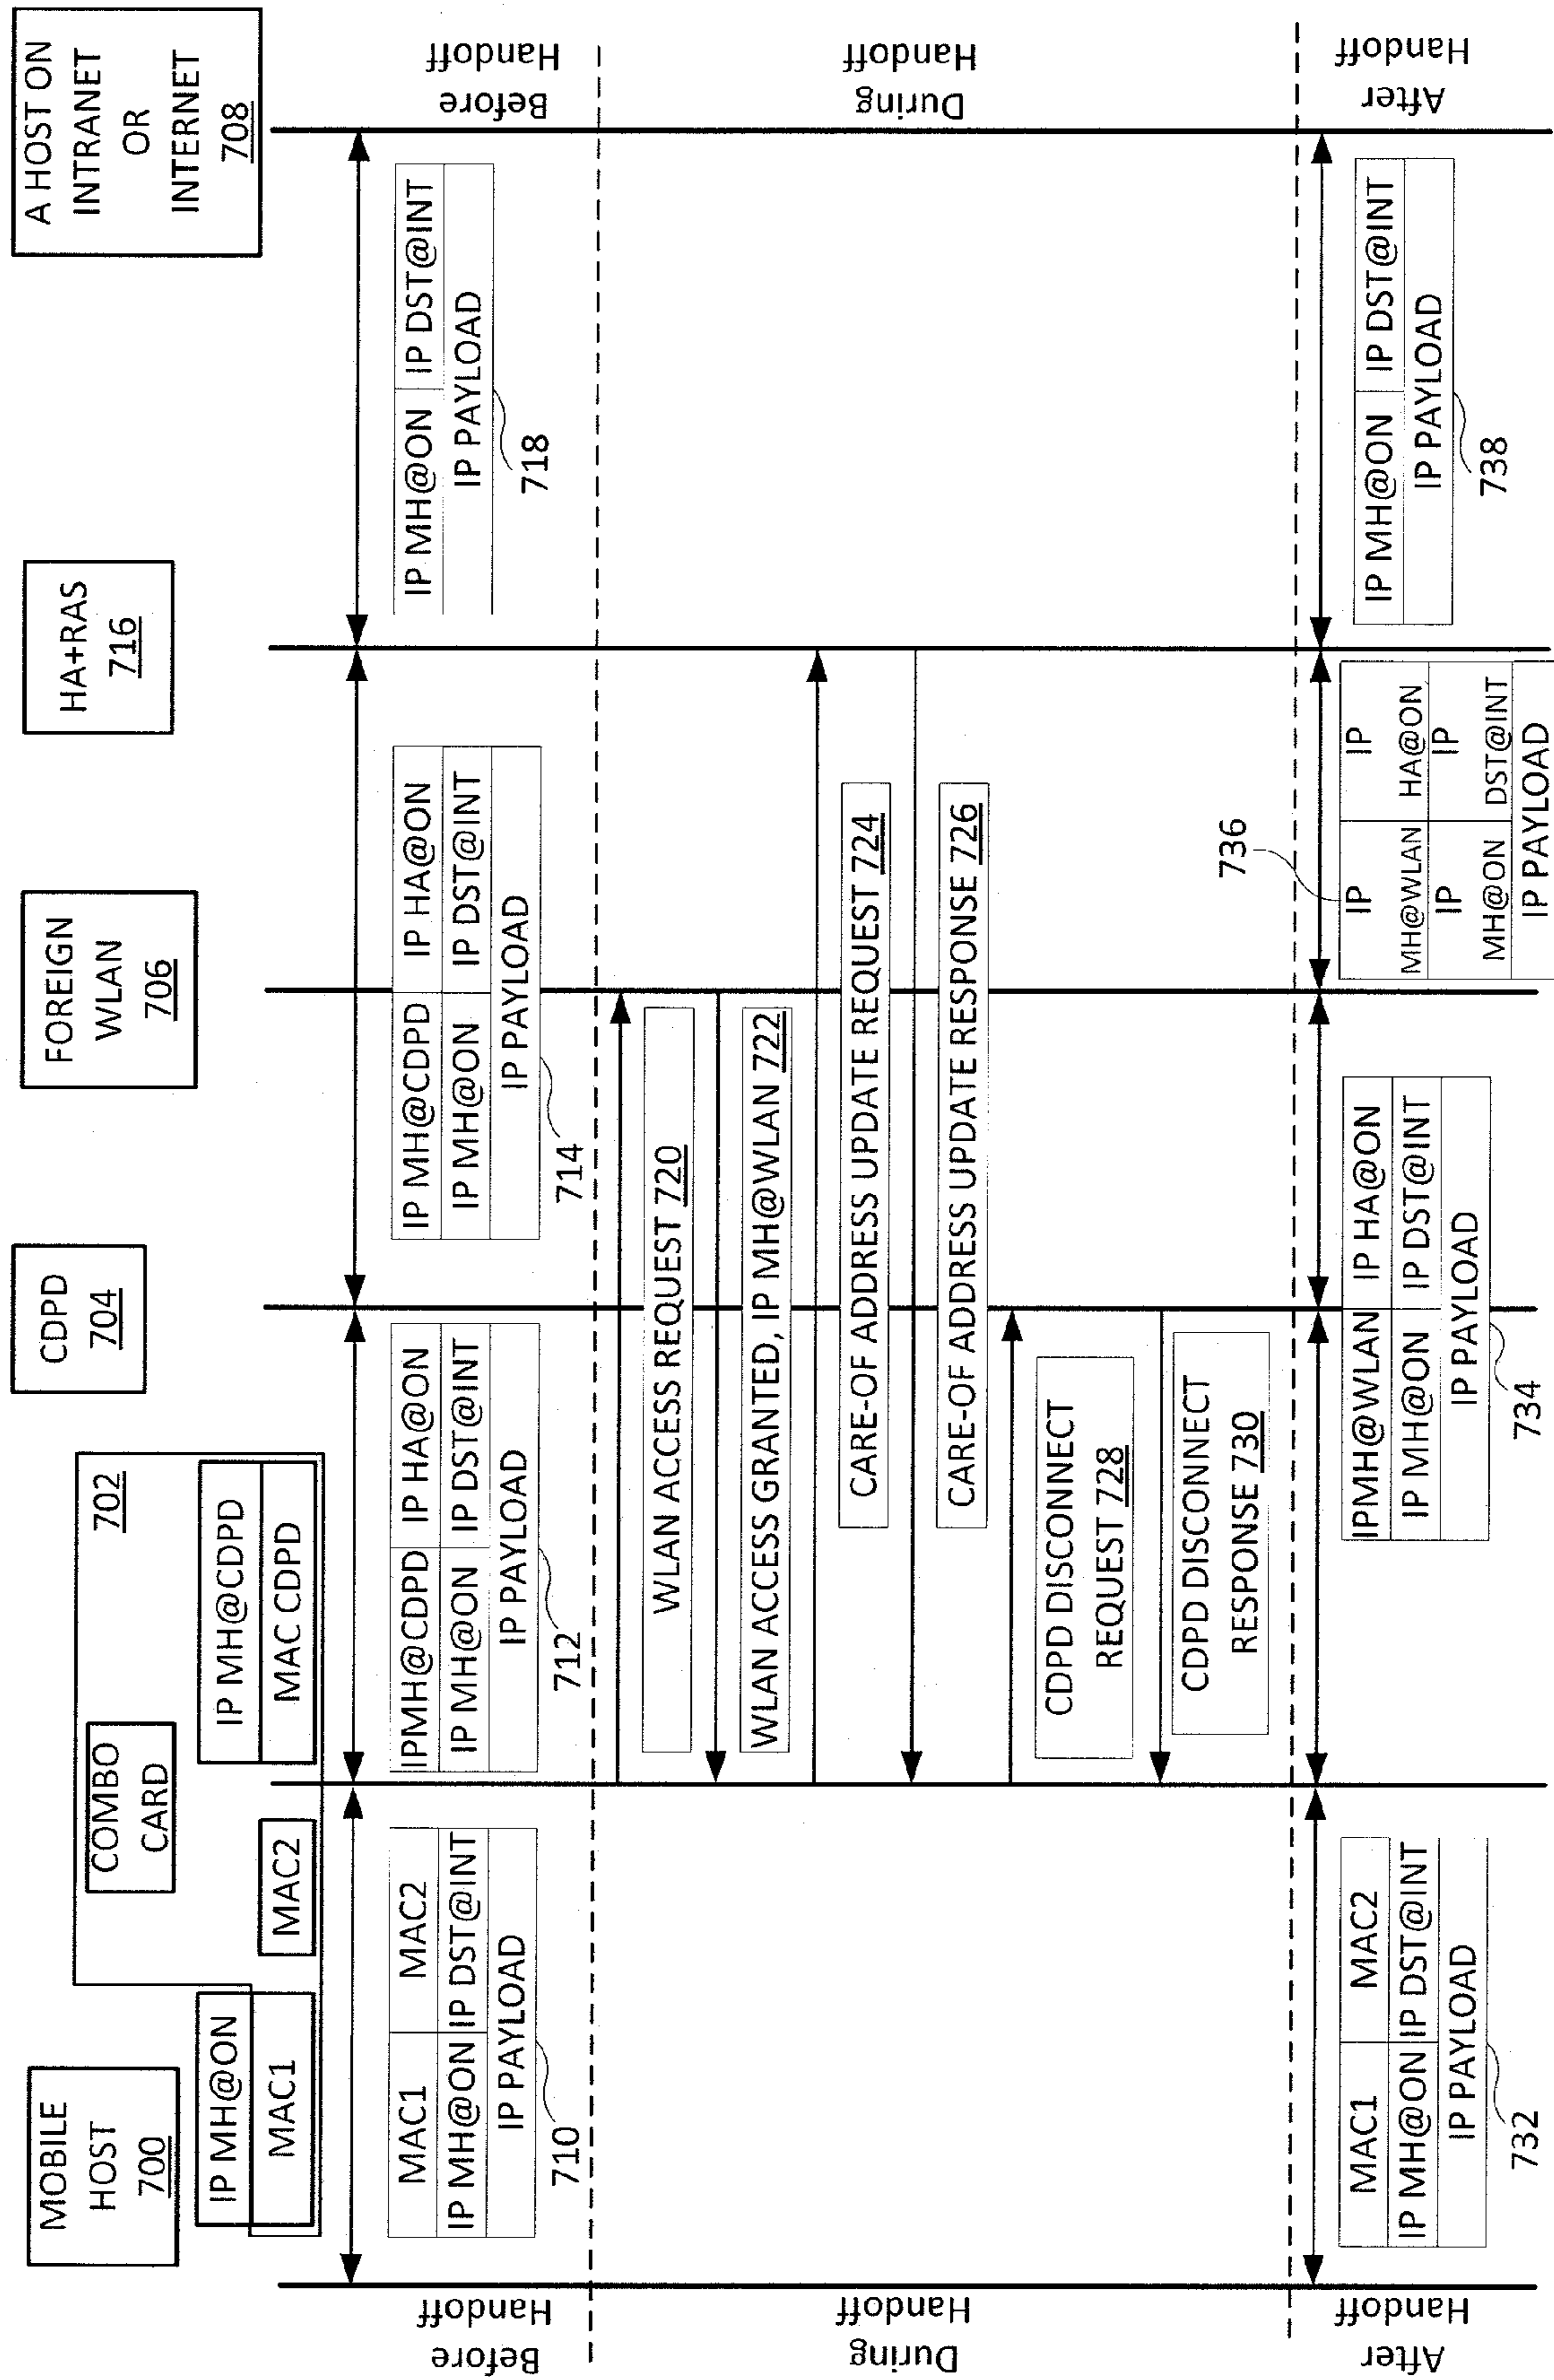 MOBILE
HOST
700
IP MH@ON
MAC1
COMBO
CARD
702
MAC2
IP MH@CDPD
MAC CDPD
CDPD
704
FOREIGN
WLAN
706
HA+RAS
716
A HOST ON
INTRANET
OR
INTERNET
708
Before
Handoff
MAC1 MAC2
IP MH@ON IP DST@INT
IP PAYLOAD
710
IPMH@CDPD IP HA@ON
IP MH@ON IP DST@INT
IP PAYLOAD
712
IP MH@CDPD IP HA@ON
IP MH@ON IP DST@INT
IP PAYLOAD
714
IP MH@ON IP DST@INT
IP PAYLOAD
718
Before
Handoff
During
Handoff
WLAN ACCESS REQUEST 720
WLAN ACCESS GRANTED, IP MH@WLAN 722
CARE-OF ADDRESS UPDATE REQUEST 724
CARE-OF ADDRESS UPDATE RESPONSE 726
CDPD DISCONNECT
REQUEST 728
CDPD DISCONNECT
RESPONSE 730
During
Handoff
After
Handoff
MAC1 MAC2
IP MH@ON IP DST@INT
IP PAYLOAD
732
IPMH@WLAN IP HA@ON
IP MH@ON IP DST@INT
IP PAYLOAD
734
736
IP IP
MH@WLAN HA@ON
IP IP
MH@ON DST@INT
IP PAYLOAD
IP MH@ON IP DST@INT
IP PAYLOAD
738
After
Handoff